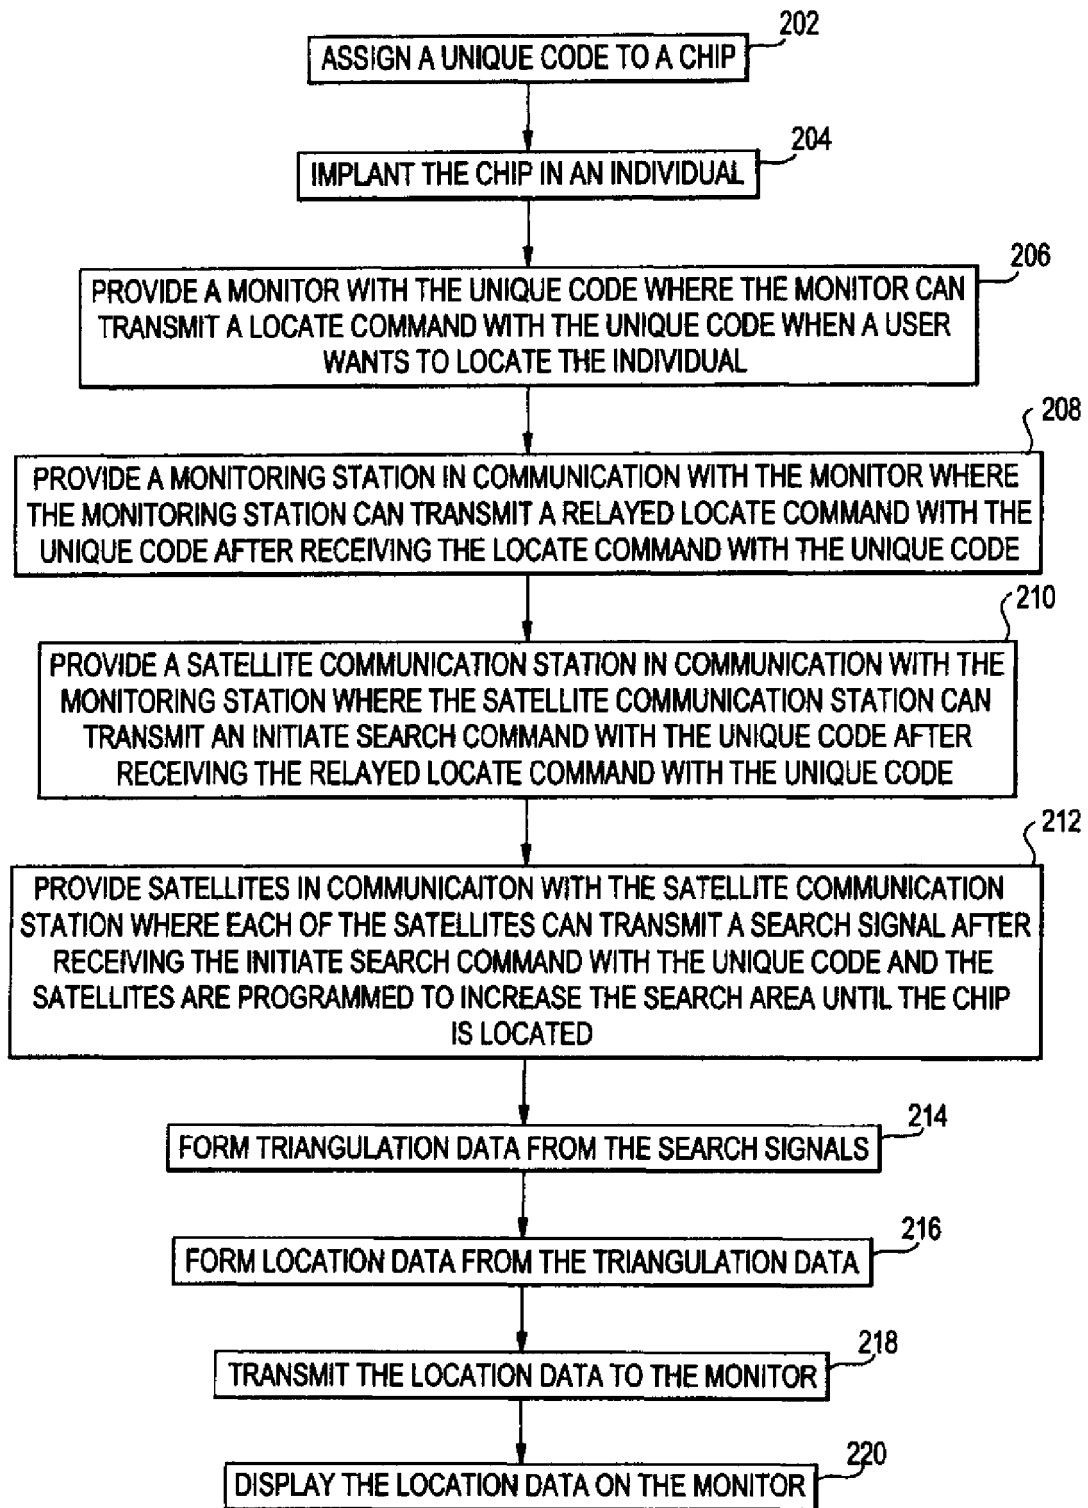 202
ASSIGN A UNIQUE CODE TO A CHIP
204
IMPLANT THE CHIP IN AN INDIVIDUAL
206
PROVIDE A MONITOR WITH THE UNIQUE CODE WHERE THE MONITOR CAN
TRANSMIT A LOCATE COMMAND WITH THE UNIQUE CODE WHEN A USER
WANTS TO LOCATE THE INDIVIDUAL
208
PROVIDE A MONITORING STATION IN COMMUNICATION WITH THE MONITOR WHERE
THE MONITORING STATION CAN TRANSMIT A RELAYED LOCATE COMMAND WITH THE
UNIQUE CODE AFTER RECEIVING THE LOCATE COMMAND WITH THE UNIQUE CODE
210
PROVIDE A SATELLITE COMMUNICATION STATION IN COMMUNICATION WITH THE
MONITORING STATION WHERE THE SATELLITE COMMUNICATION STATION CAN
TRANSMIT AN INITIATE SEARCH COMMAND WITH THE UNIQUE CODE AFTER
RECEIVING THE RELAYED LOCATE COMMAND WITH THE UNIQUE CODE
212
PROVIDE SATELLITES IN COMMUNICAITON WITH THE SATELLITE COMMUNICATION
STATION WHERE EACH OF THE SATELLITES CAN TRANSMIT A SEARCH SIGNAL AFTER
RECEIVING THE INITIATE SEARCH COMMAND WITH THE UNIQUE CODE AND THE
SATELLITES ARE PROGRAMMED TO INCREASE THE SEARCH AREA UNTIL THE CHIP
IS LOCATED
214
FORM TRIANGULATION DATA FROM THE SEARCH SIGNALS
216
FORM LOCATION DATA FROM THE TRIANGULATION DATA
218
TRANSMIT THE LOCATION DATA TO THE MONITOR
220
DISPLAY THE LOCATION DATA ON THE MONITOR